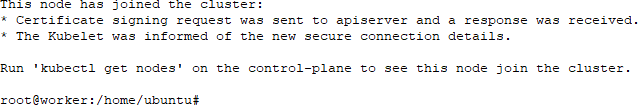 This node has joined the cluster:
* Certificate signing request was sent to apiserver and a response was received.
* The Kubelet was informed of the new secure connection details.
Run 'kubectl get nodes' on the control-plane to see this node join the cluster.
root@worker:/home/ubuntu#